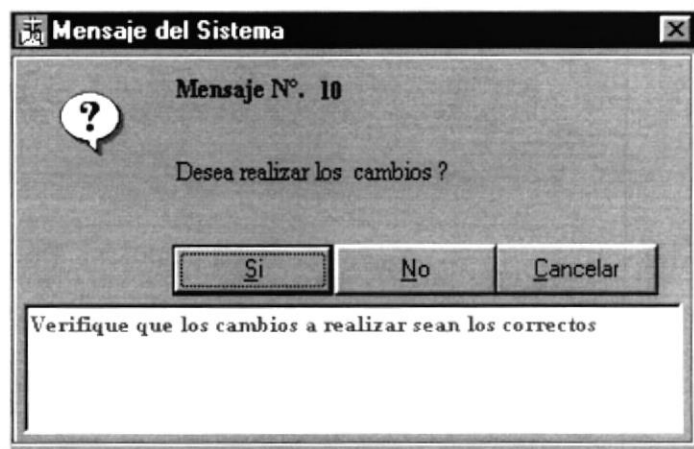 Mensaje del Sistema
Mensaje Nº. 10
?
Desea realizar los cambios ?
Si No Cancelar
Verifique que los cambios a realizar sean los correctos